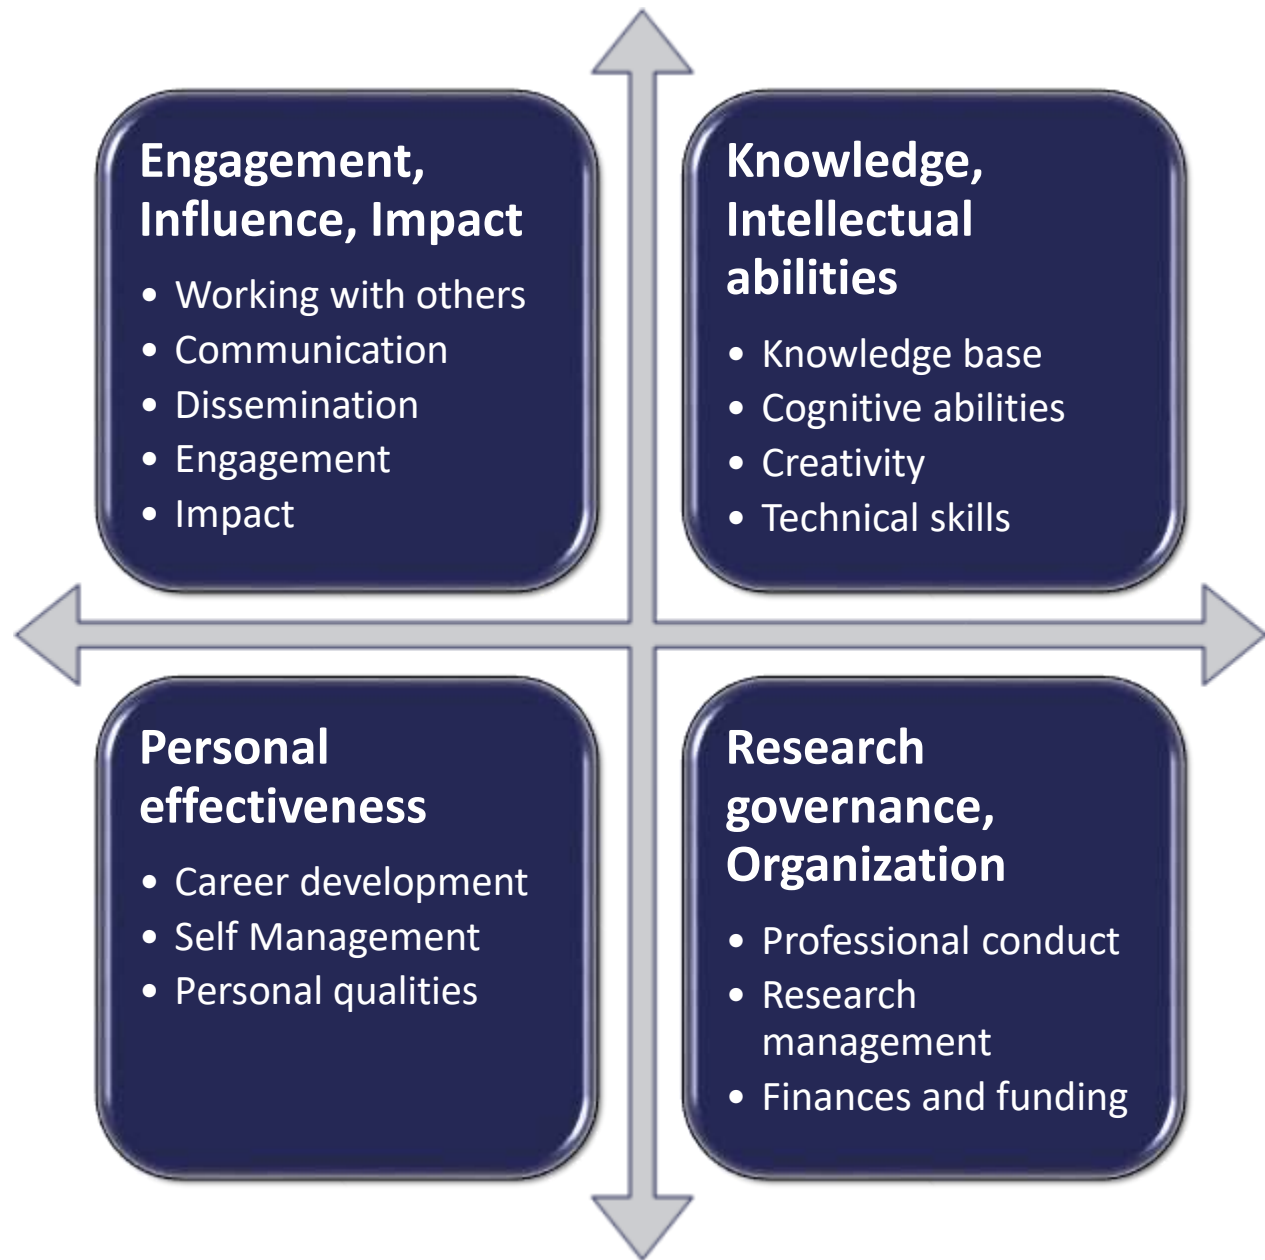 Engagement,
Influence, Impact
• Working with others
• Communication
• Dissemination
• Engagement
• Impact
Knowledge,
Intellectual
abilities
• Knowledge base
• Cognitive abilities
• Creativity
• Technical skills
Personal
effectiveness
• Career development
• Self Management
• Personal qualities
Research
governance,
Organization
• Professional conduct
• Research
management
• Finances and funding